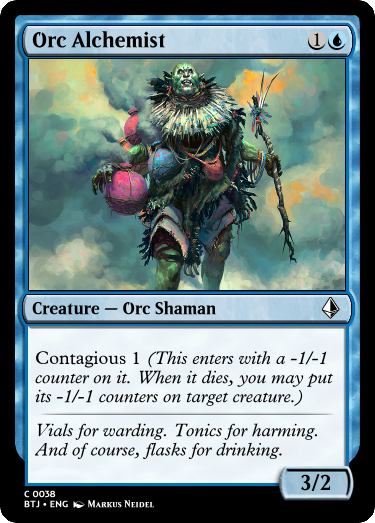 Orc Alchemist 1
Creature — Orc Shaman
Contagious 1 (This enters with a -1/-1
counter on it. When it dies, you may put
its -1/-1 counters on target creature.)
Vials for warding. Tonics for harming.
And of course, flasks for drinking.
3/2
C 0038
BTJ • ENG Markus Neidel